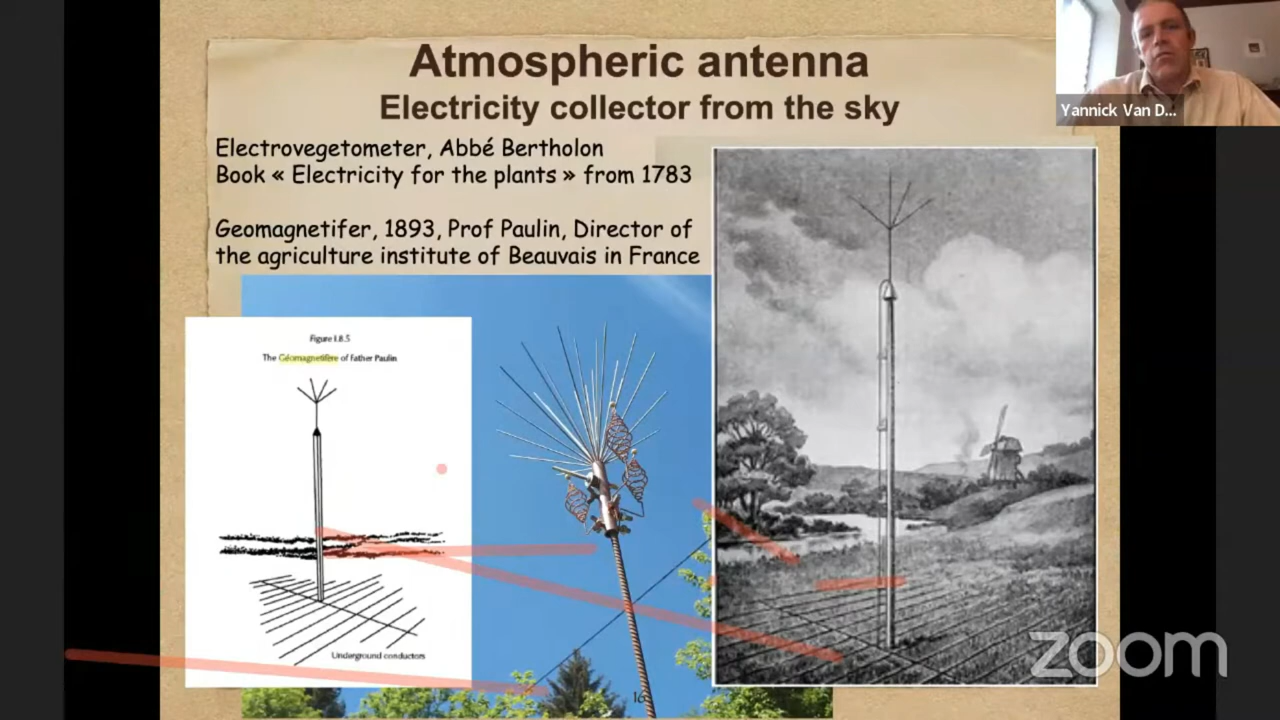 Atmospheric antenna
Electricity collector from the sky
Electrovegetometer, Abbé Bertholon
Book « Electricity for the plants » from 1783
Geomagnetifer, 1893, Prof Paulin, Director of
the agriculture institute of Beauvais in France
Figure I.8.5
The Géomagnetifère of Father Paulin
Underground conductors
16
Yannick Van D...
zoom